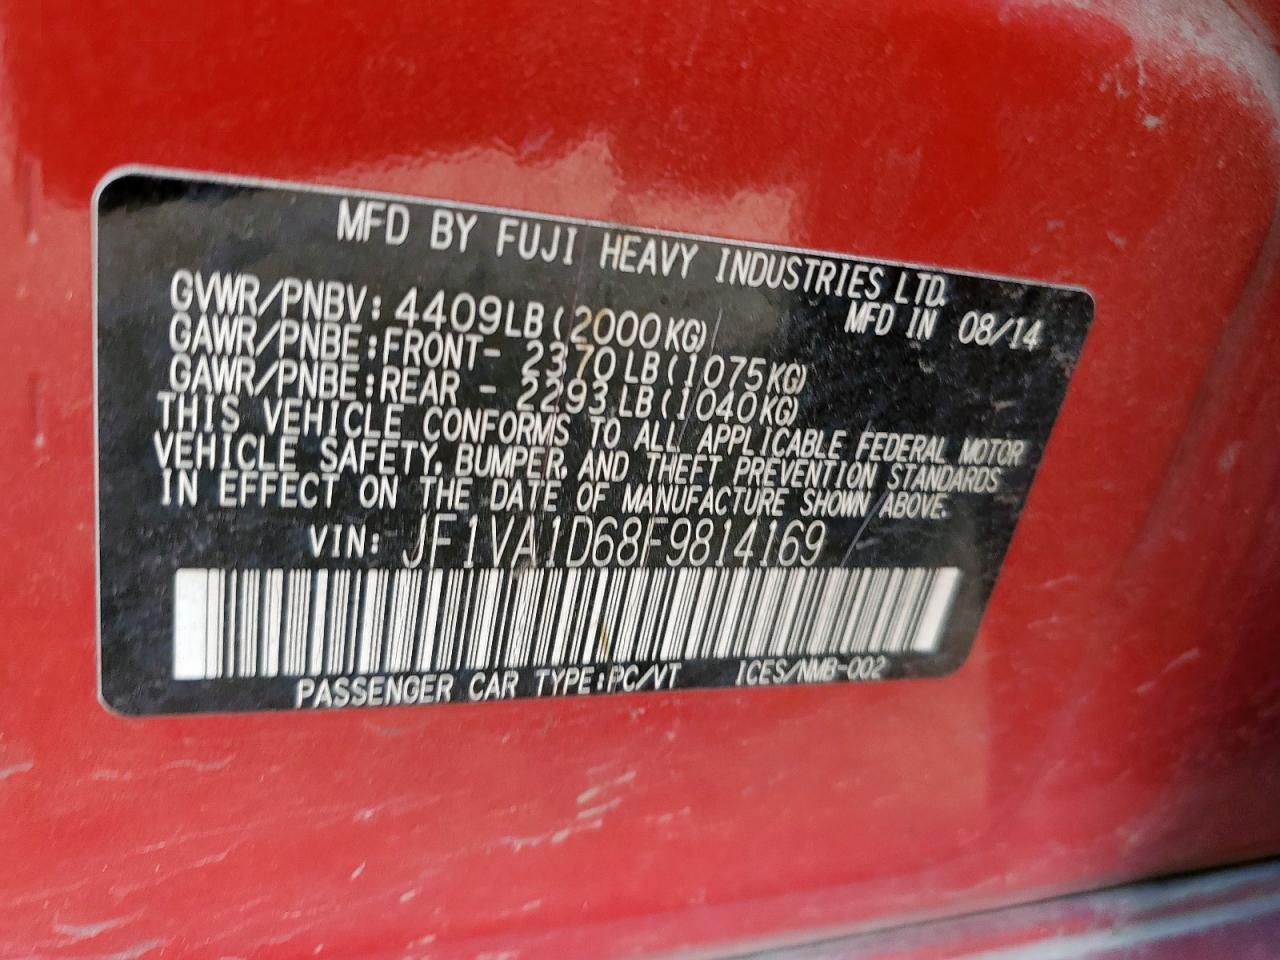 MFD BY FUJI HEAVY INDUSTRIES LTD.
MFD IN 08/14
GVWR/PNBV: 4409LB (2000KG)
GAWR/PNBE:FRONT- 2370LB (1075KG)
GAWR/PNBE:REAR - 2293LB (1040KG)
THIS VEHICLE CONFORMS TO ALL APPLICABLE FEDERAL MOTOR
VEHICLE SAFETY, BUMPER, AND THEFT PREVENTION STANDARDS
IN EFFECT ON THE DATE OF MANUFACTURE SHOWN ABOVE.
VIN: JF1VA1D68F9814169
PASSENGER CAR TYPE:PC/VT ICES/NMB-002